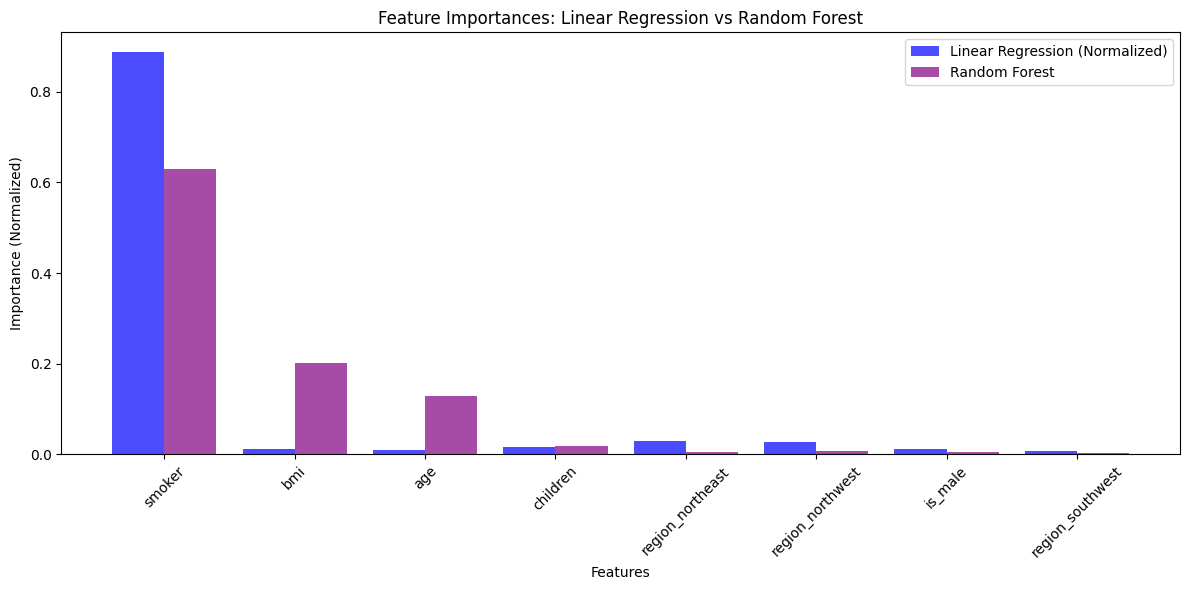 Feature Importances: Linear Regression vs Random Forest
Linear Regression (Normalized)
Random Forest
Importance (Normalized)
0.8
0.6
0.4
0.2
0.0
smoker
bmi
age
children
region_northeast
region_northwest
is_male
region_southwest
Features